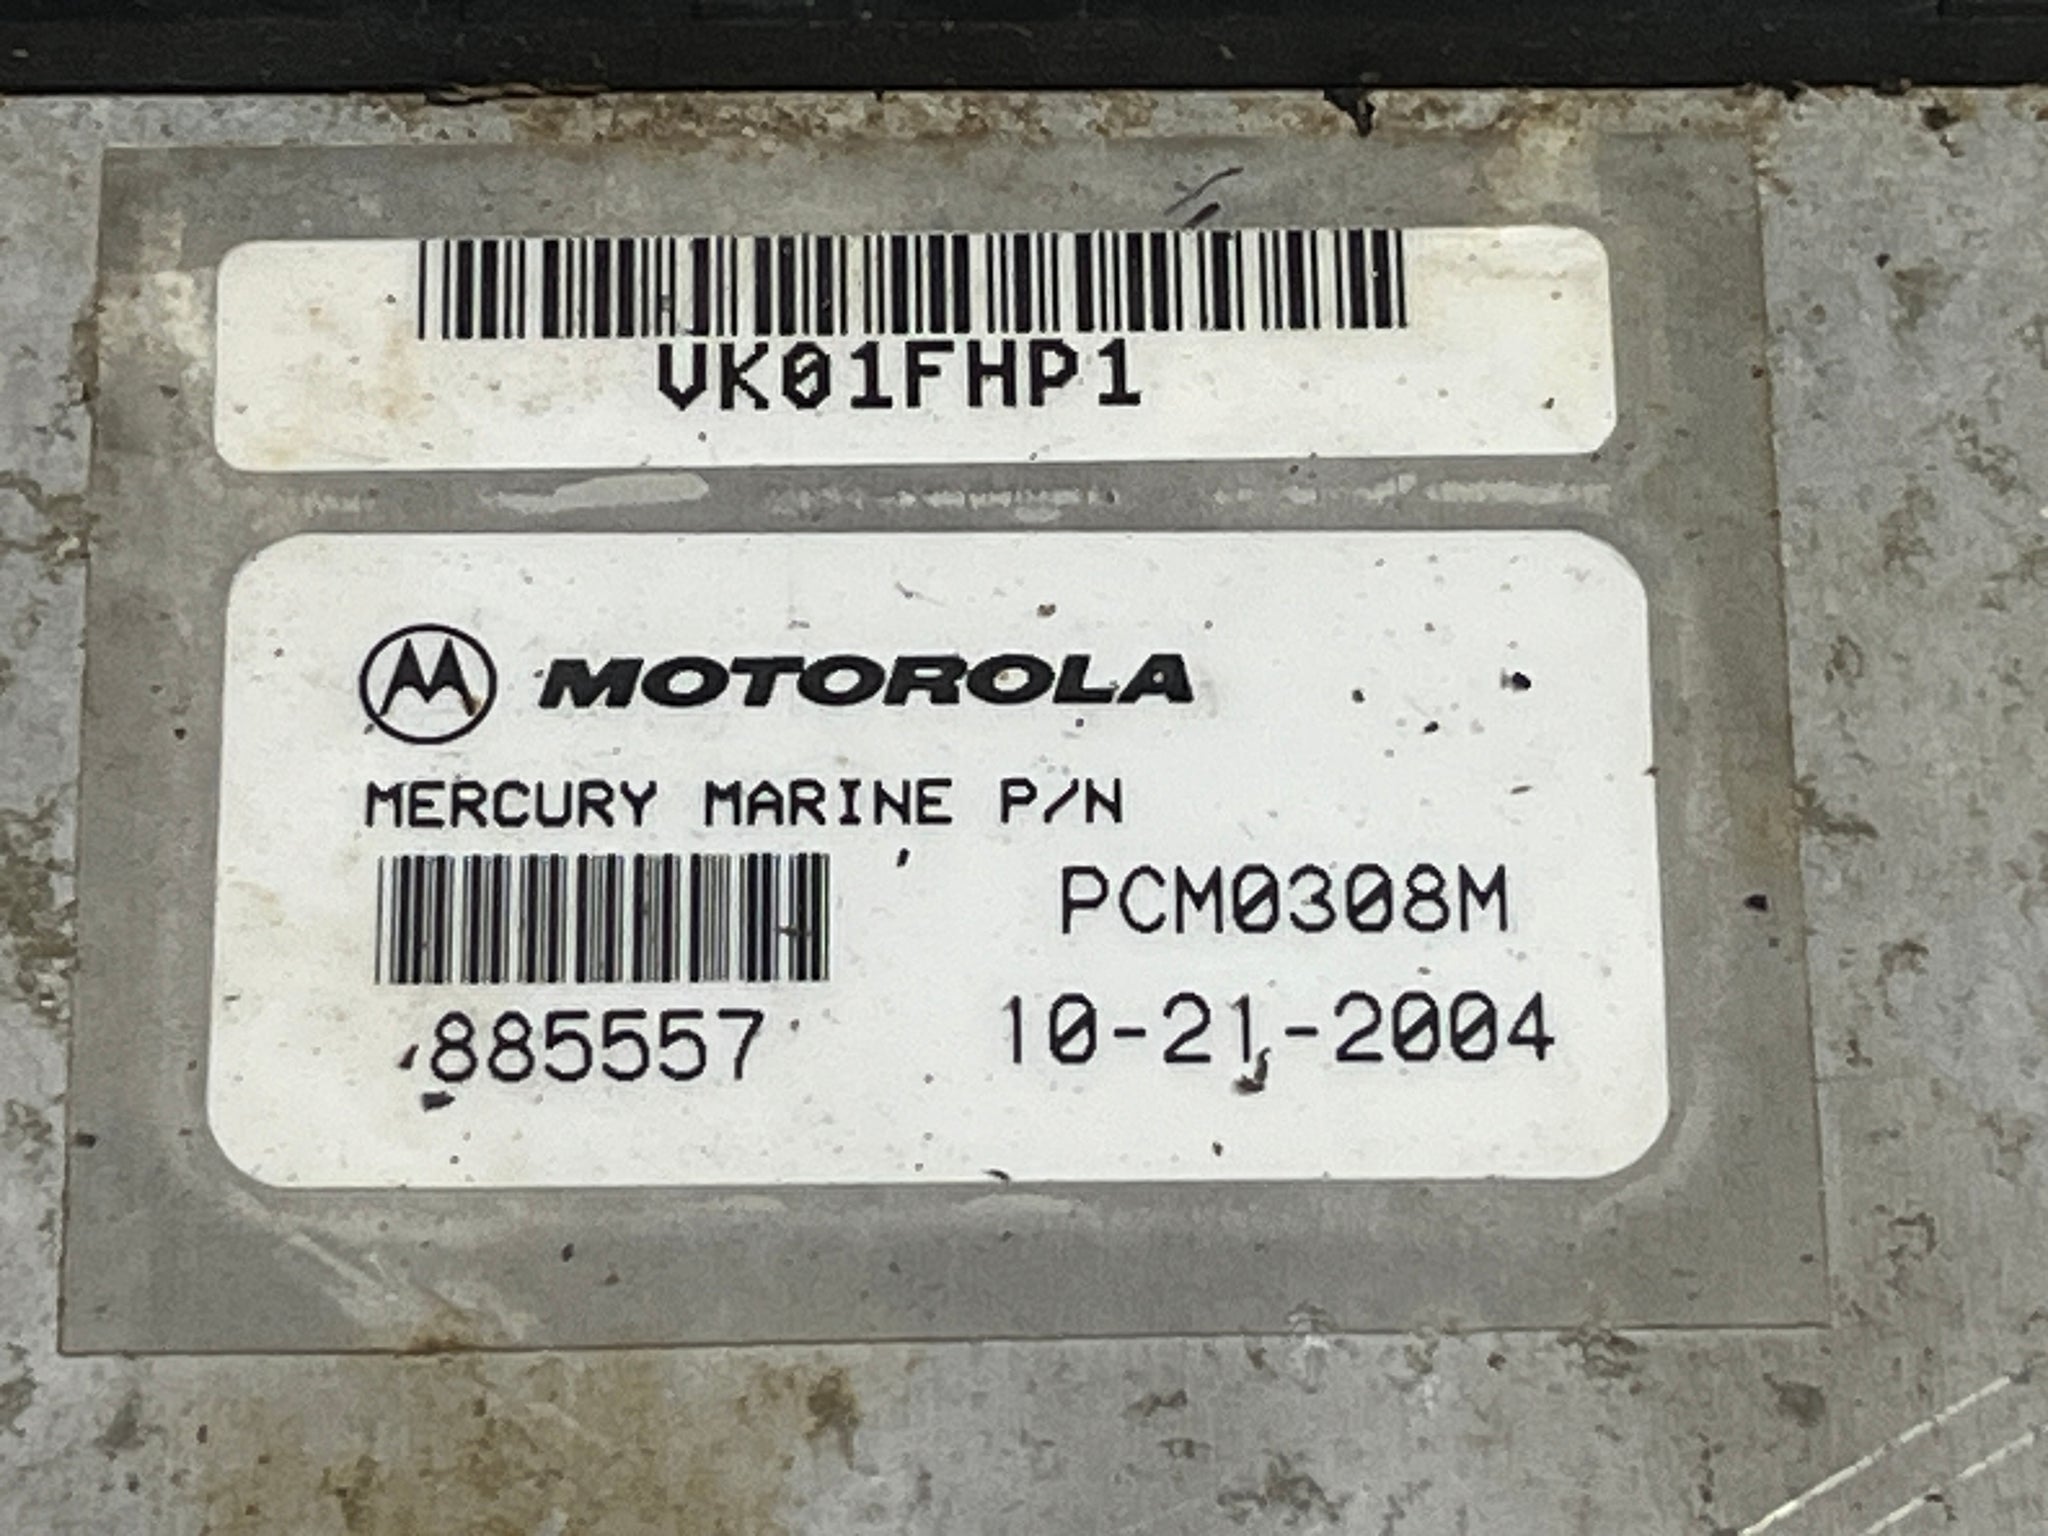 VK01FHP1
MOTOROLA
MERCURY MARINE P/N
PCM0308M
885557 10-21-2004